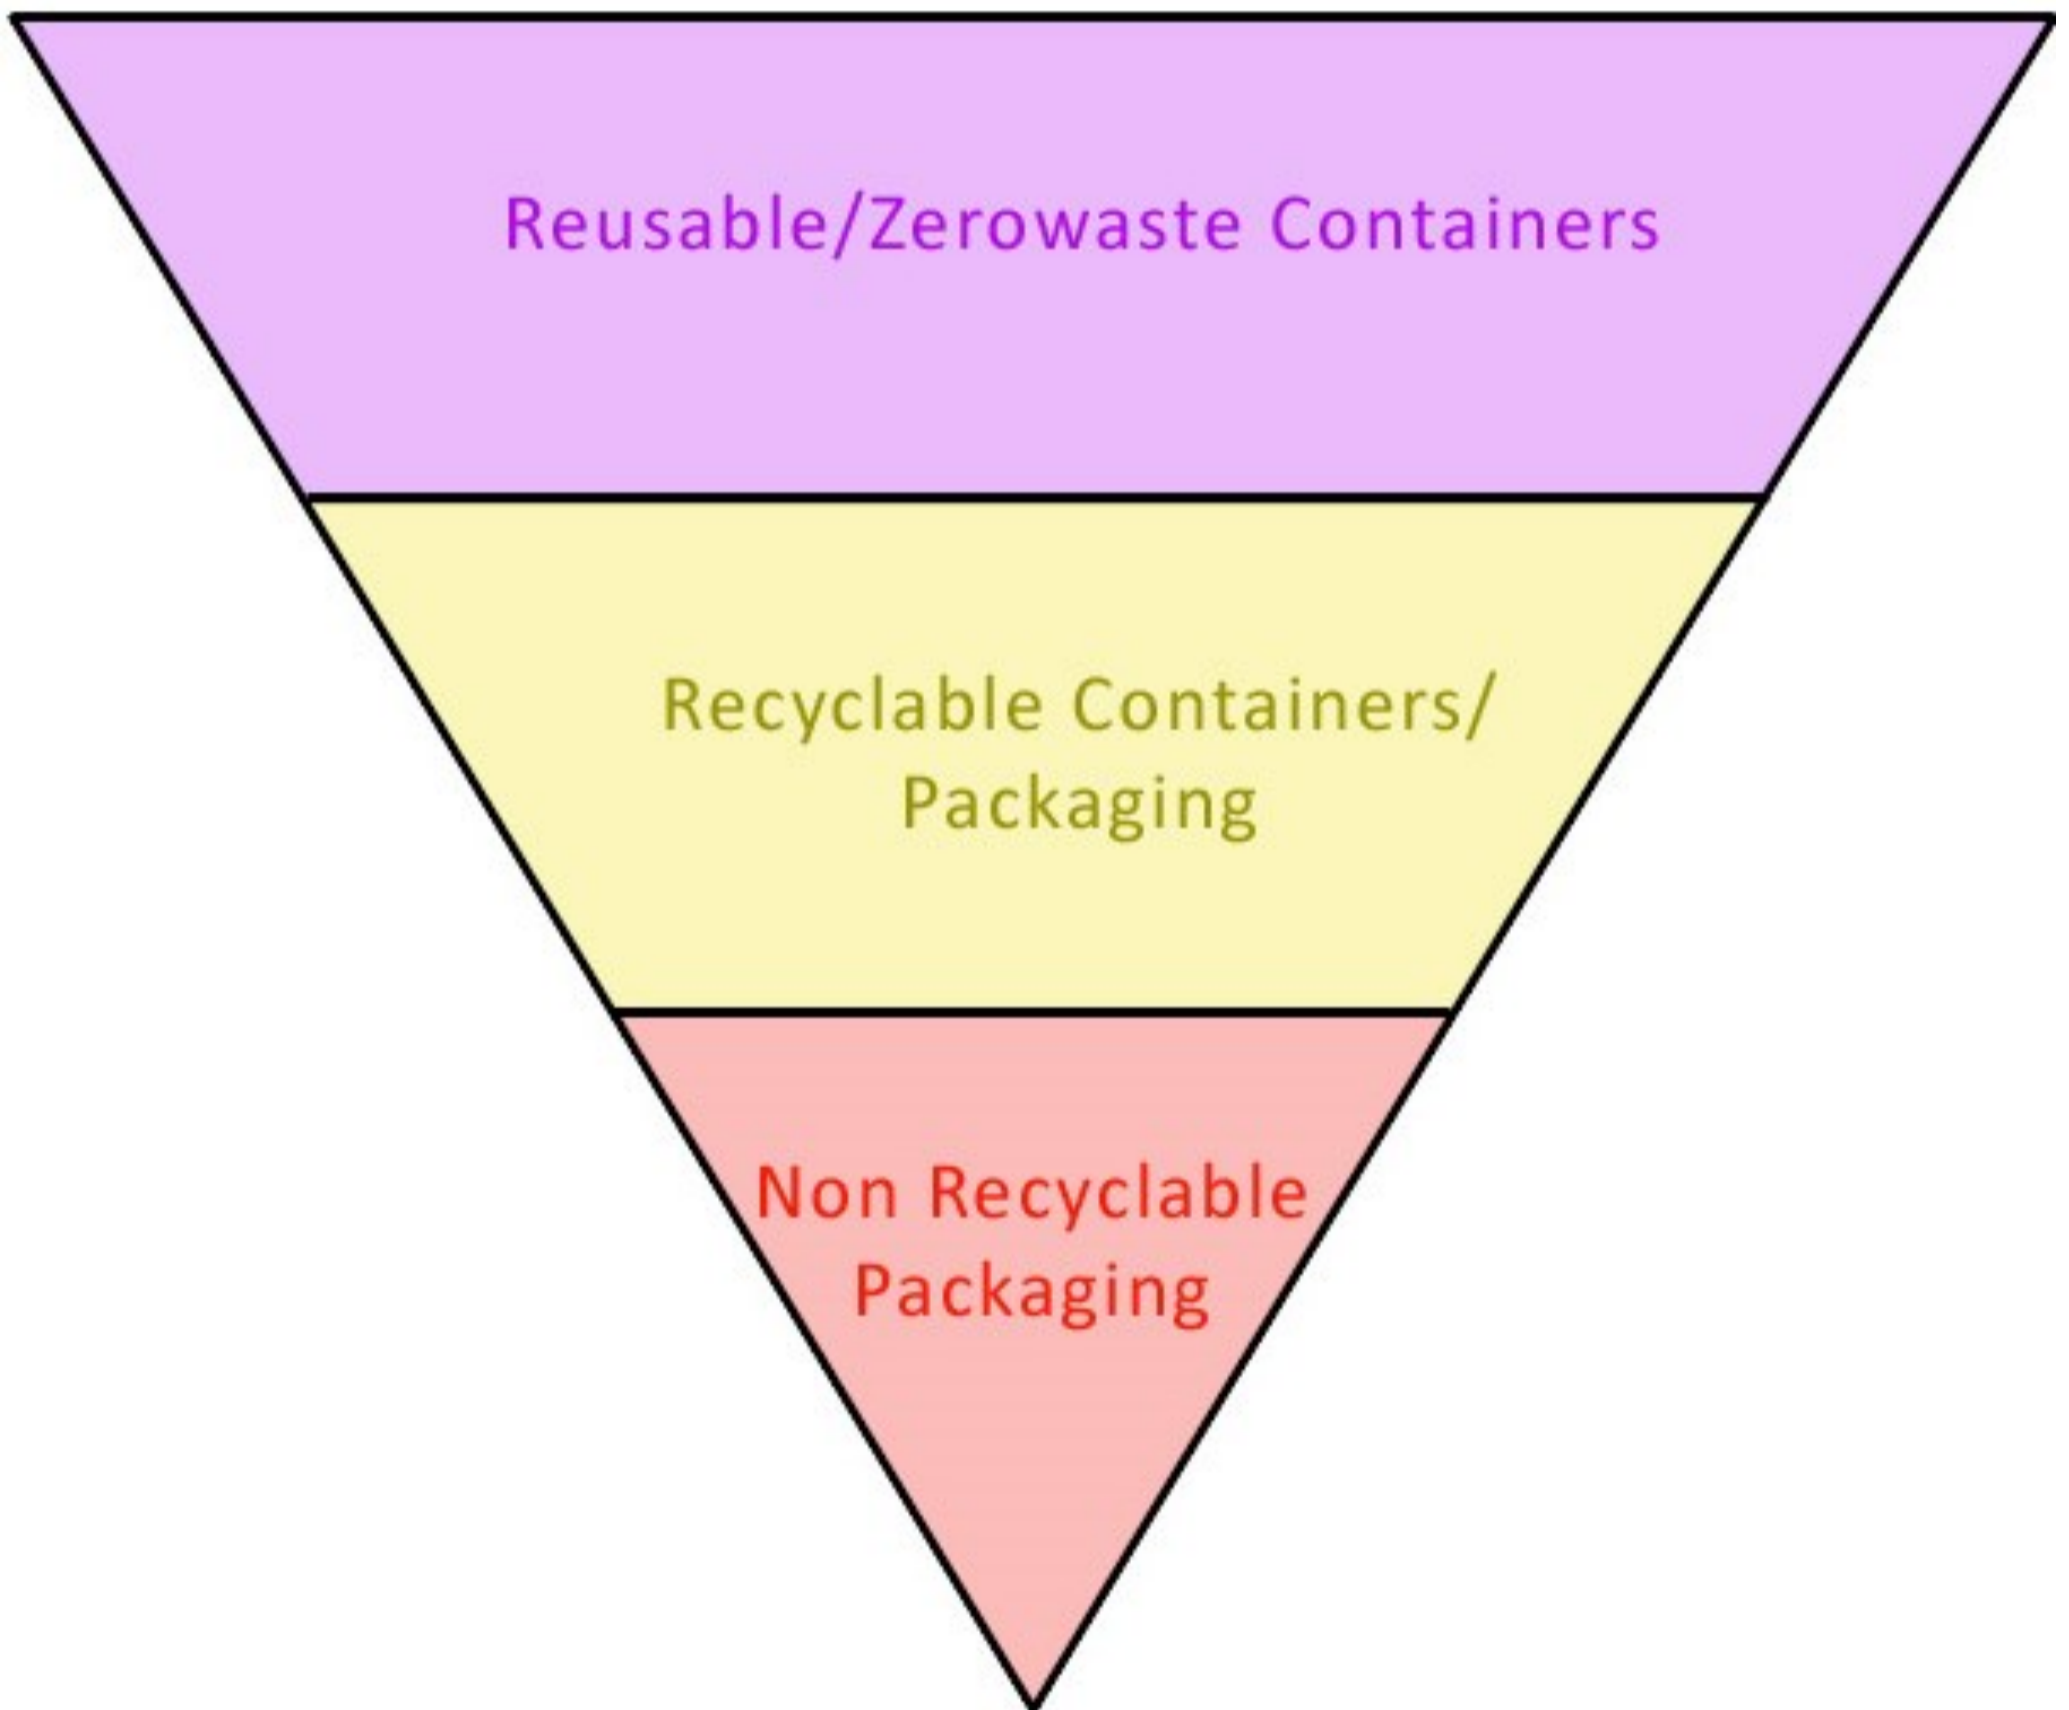 Reusable/Zerowaste Containers
Recyclable Containers/
Packaging
Non Recyclable
Packaging